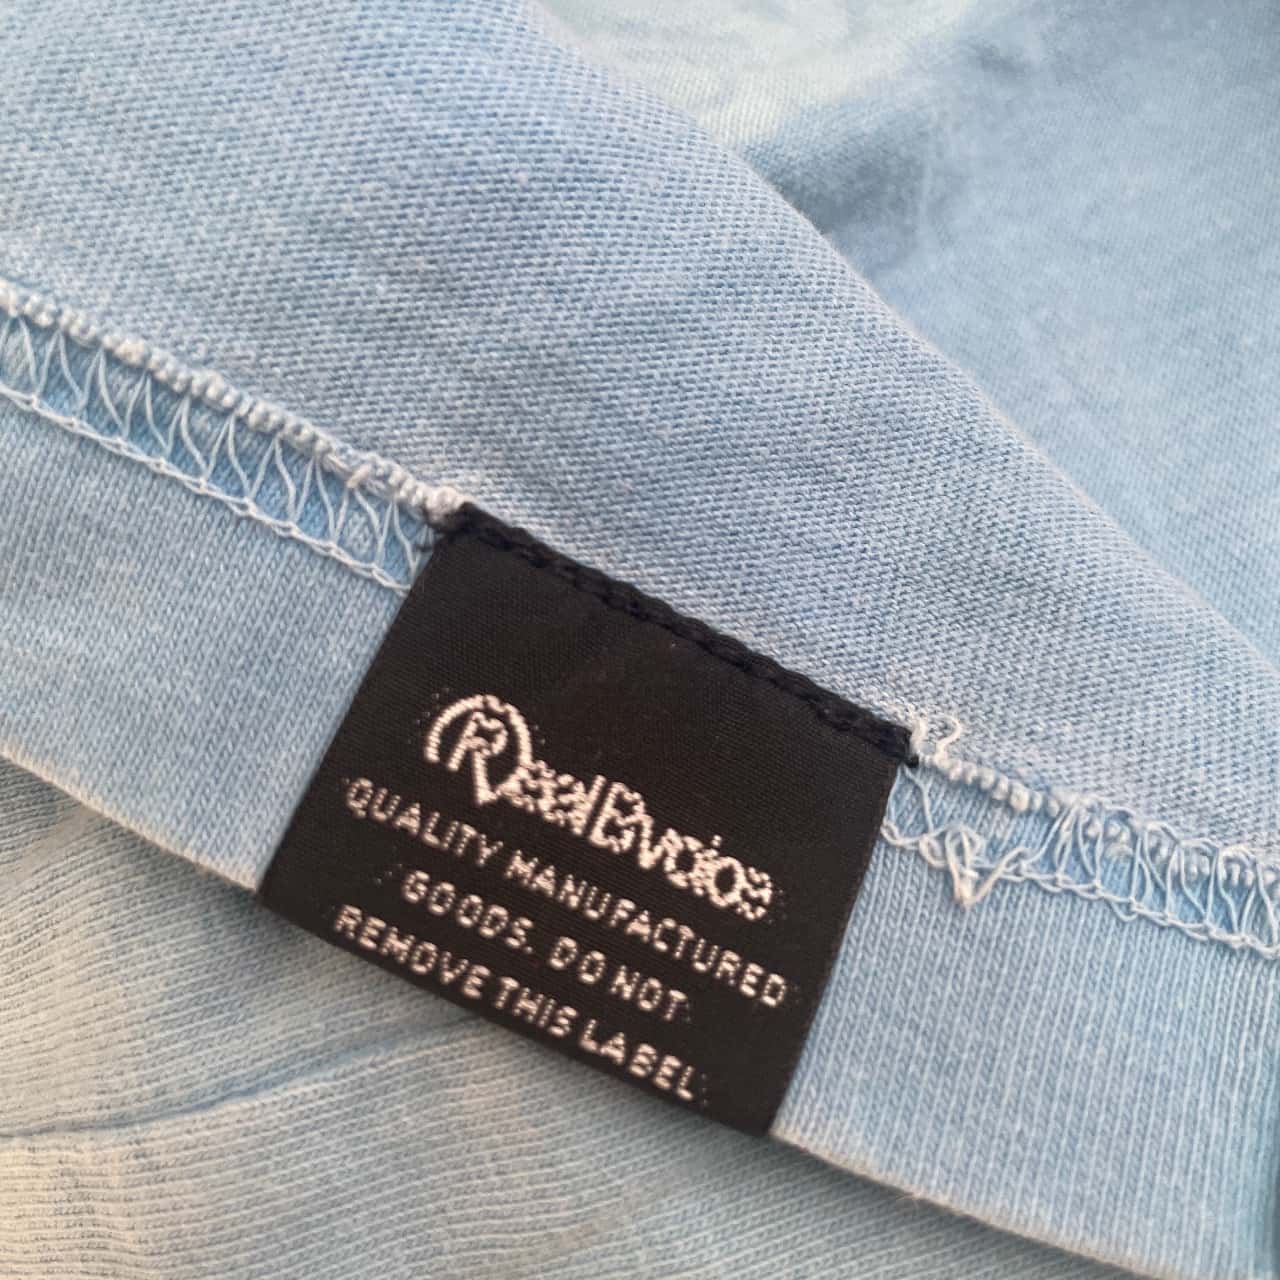 QUALITY MANUFACTURED
GOODS. DO NOT
REMOVE THIS LABEL